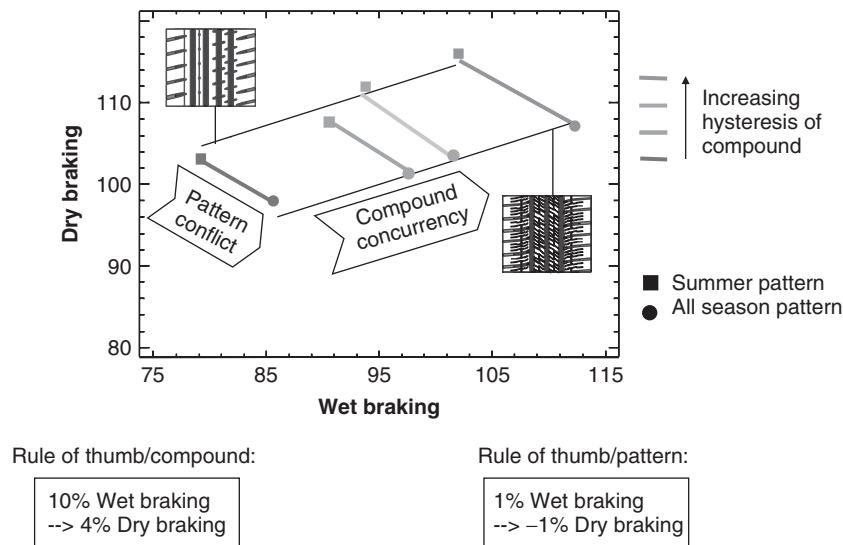 110
100
90
80
Dry braking
75
85
95
105
115
Wet braking
Pattern
conflict
Compound
concurrency
Increasing
hysteresis of
compound
Summer pattern
All season pattern
Rule of thumb/compound:
10% Wet braking
--> 4% Dry braking
Rule of thumb/pattern:
1% Wet braking
--> −1% Dry braking